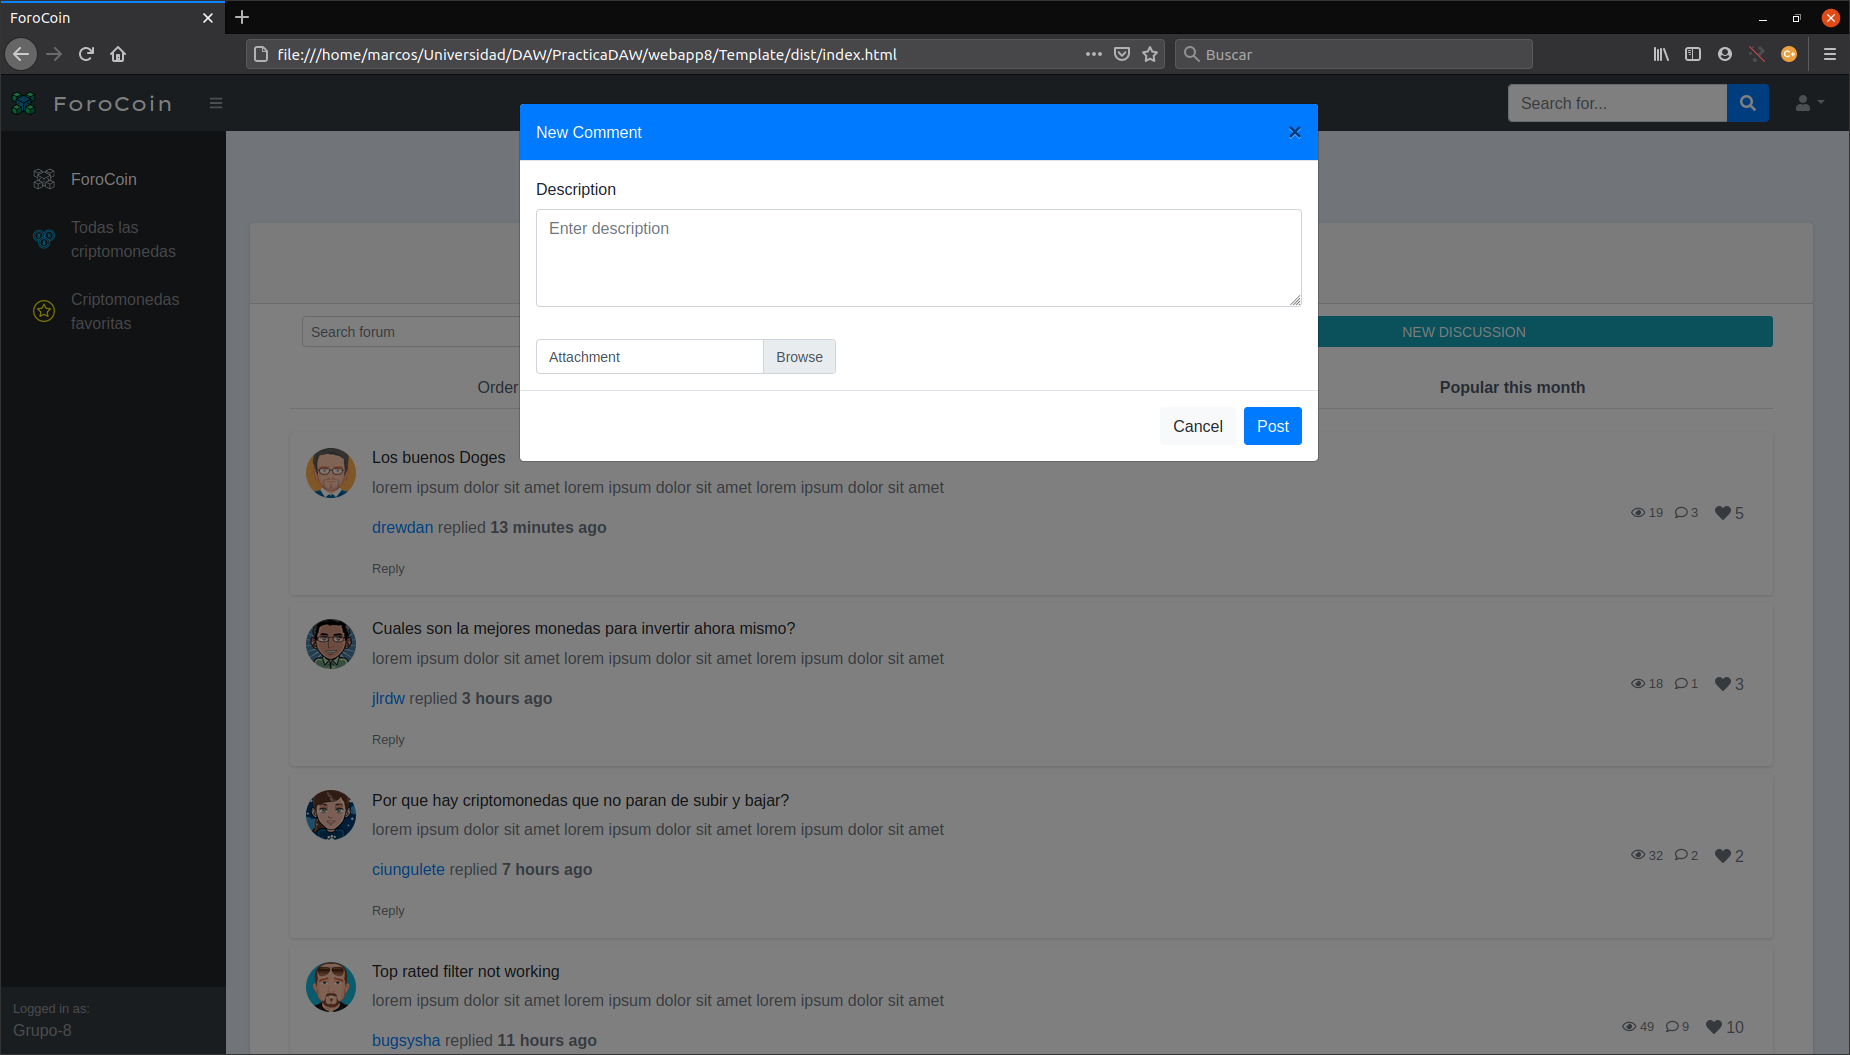 ForoCoin
file:///home/marcos/Universidad/DAW/PracticaDAW/webapp8/Template/dist/index.html
Buscar
ForoCoin
Search for...
New Comment
Description
Enter description
Attachment
Browse
Cancel
Post
ForoCoin
Todas las
criptomonedas
Criptomonedas
favoritas
Search forum
NEW DISCUSSION
Order
Popular this month
Los buenos Doges
lorem ipsum dolor sit amet lorem ipsum dolor sit amet lorem ipsum dolor sit amet
drewdan replied 13 minutes ago
19 3 5
Reply
Cuales son la mejores monedas para invertir ahora mismo?
lorem ipsum dolor sit amet lorem ipsum dolor sit amet lorem ipsum dolor sit amet
jlrdw replied 3 hours ago
18 1 3
Reply
Por que hay criptomonedas que no paran de subir y bajar?
lorem ipsum dolor sit amet lorem ipsum dolor sit amet lorem ipsum dolor sit amet
ciungulete replied 7 hours ago
32 2 2
Reply
Top rated filter not working
lorem ipsum dolor sit amet lorem ipsum dolor sit amet lorem ipsum dolor sit amet
bugsysha replied 11 hours ago
49 9 10
Logged in as:
Grupo-8